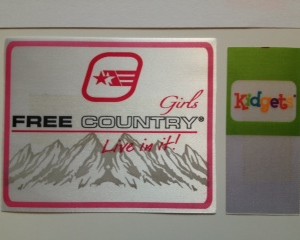 Girls
FREE COUNTRY®
Live in it!
Kidgets